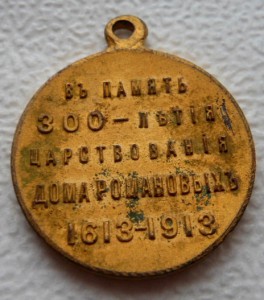 ВЪ ПАМЯТЬ
300-ЛѢТІЯ
ЦАРСТВОВАНІЯ
ДОМА РОМАНОВЫХЪ
1613-1913